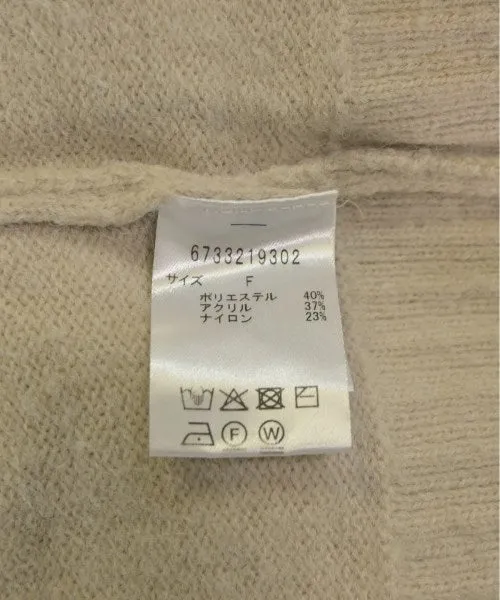 6733219302
サイズ F
ポリエステル 40%
アクリル 37%
ナイロン 23%
F W